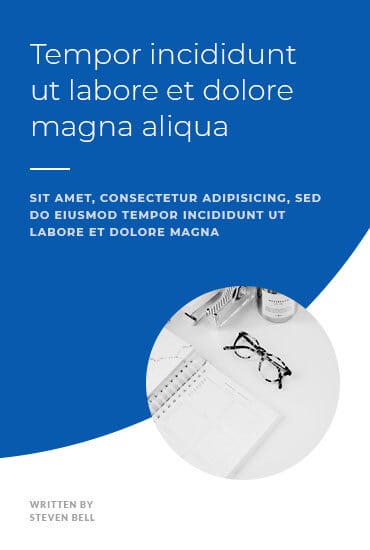 Tempor incididunt
ut labore et dolore
magna aliqua
SIT AMET, CONSECTETUR ADIPISICING, SED
DO EIUSMOD TEMPOR INCIDIDUNT UT
LABORE ET DOLORE MAGNA
WRITTEN BY
STEVEN BELL